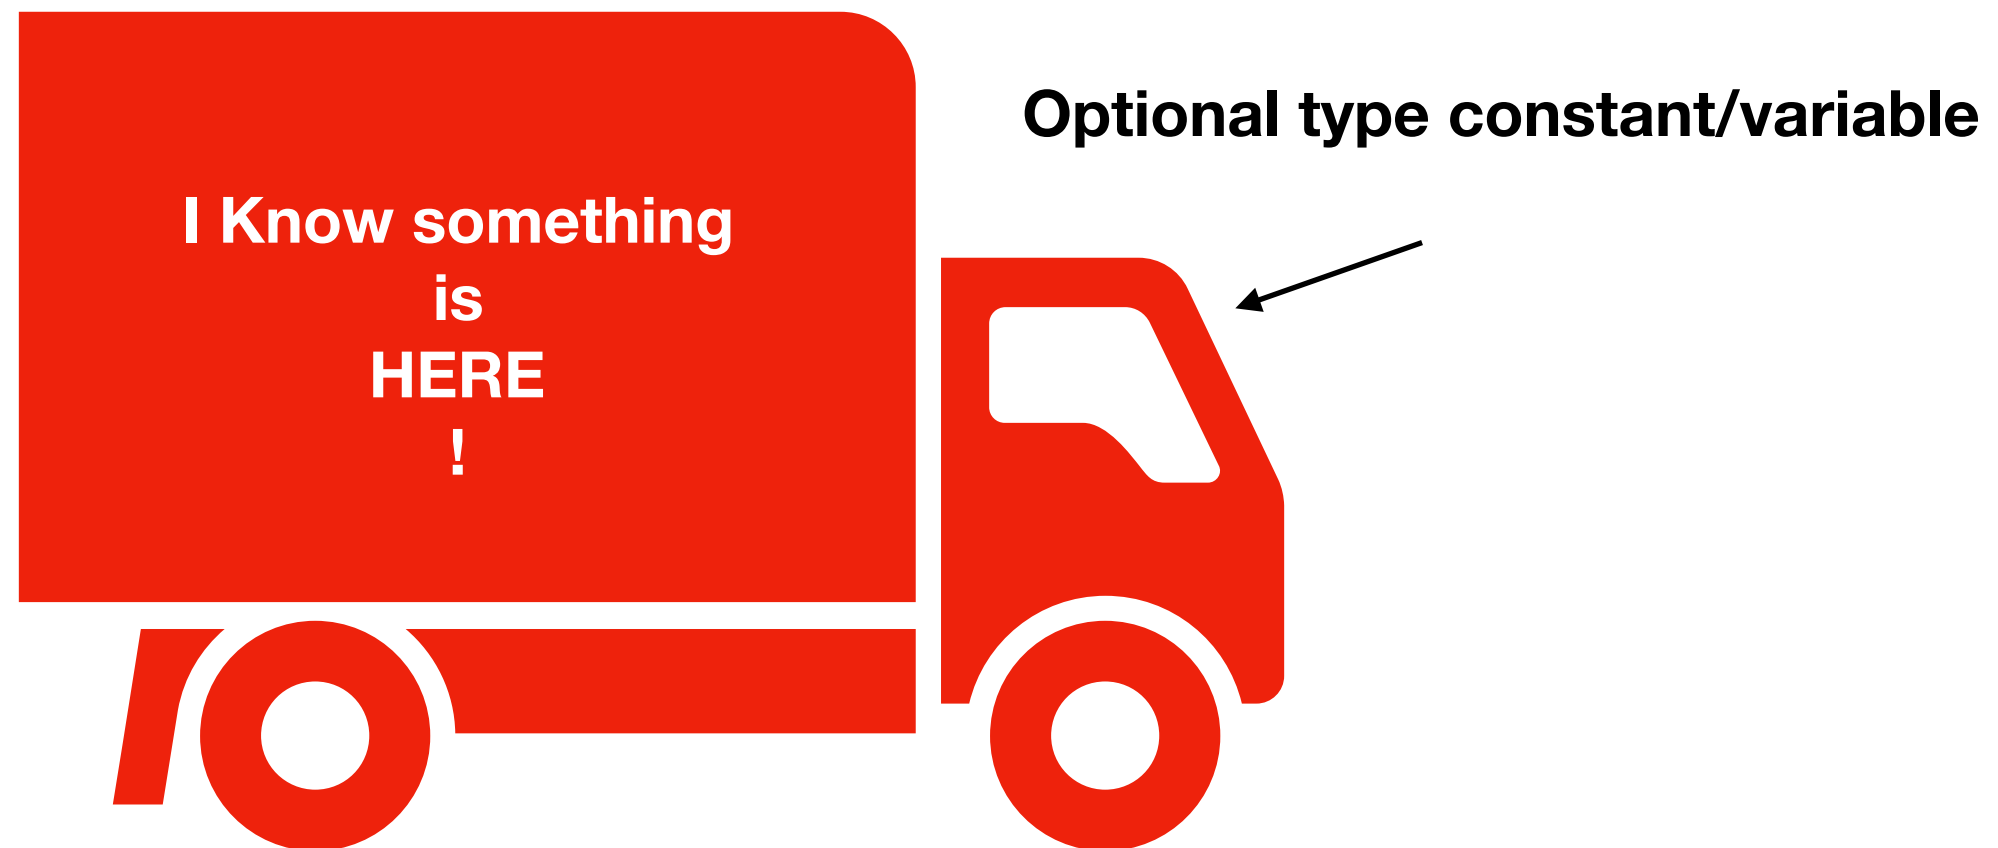 Optional type constant/variable
I Know something
is
HERE
!